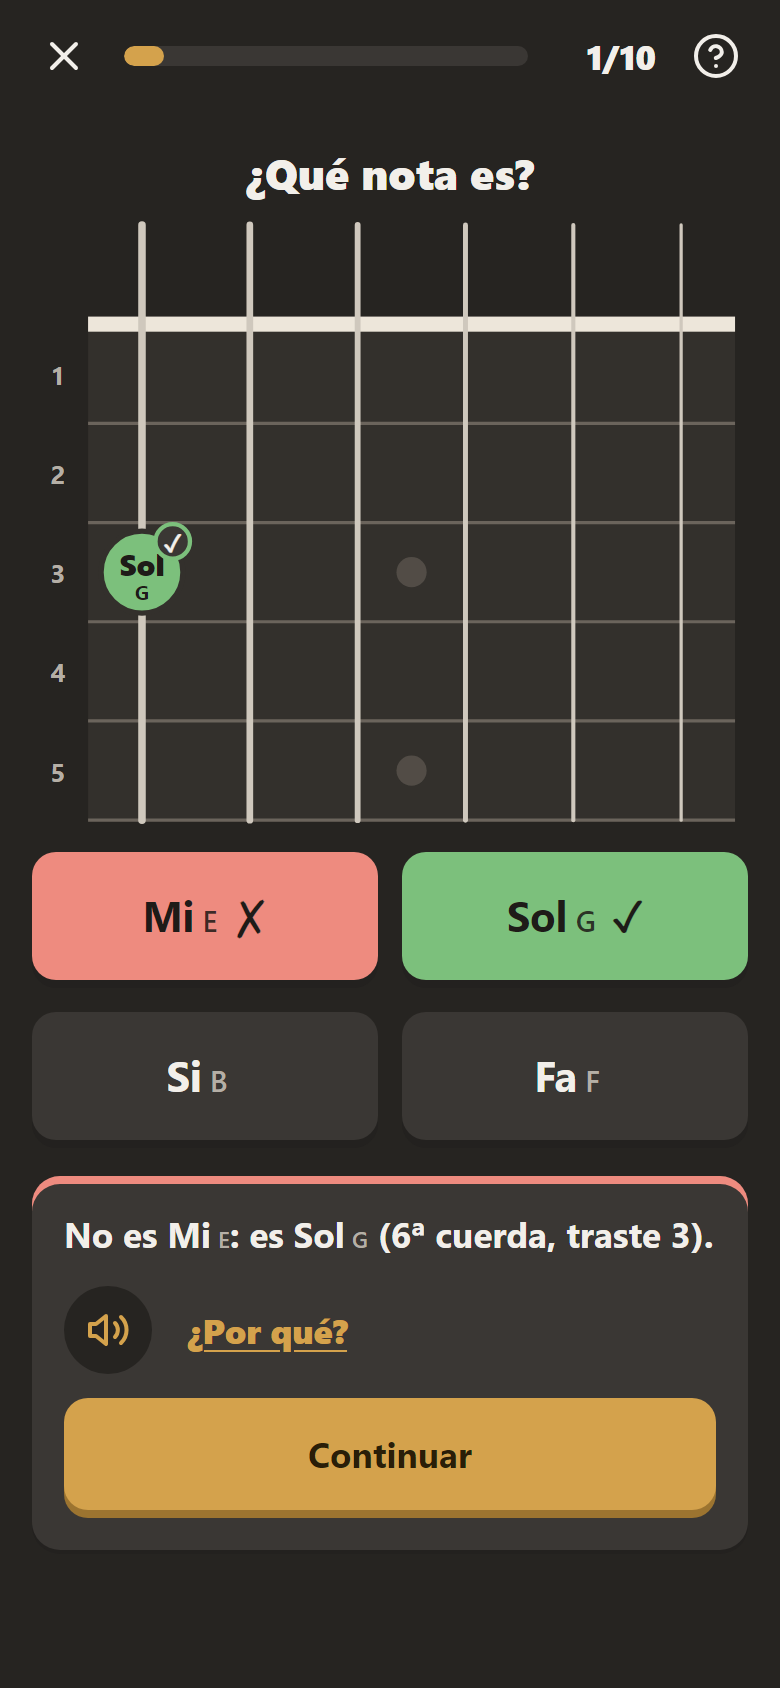 1/10
¿Qué nota es?
1
2
3
Sol
G
4
5
Mi E ✗
Sol G ✓
Si B
Fa F
No es Mi E: es Sol G (6ª cuerda, traste 3).
¿Por qué?
Continuar